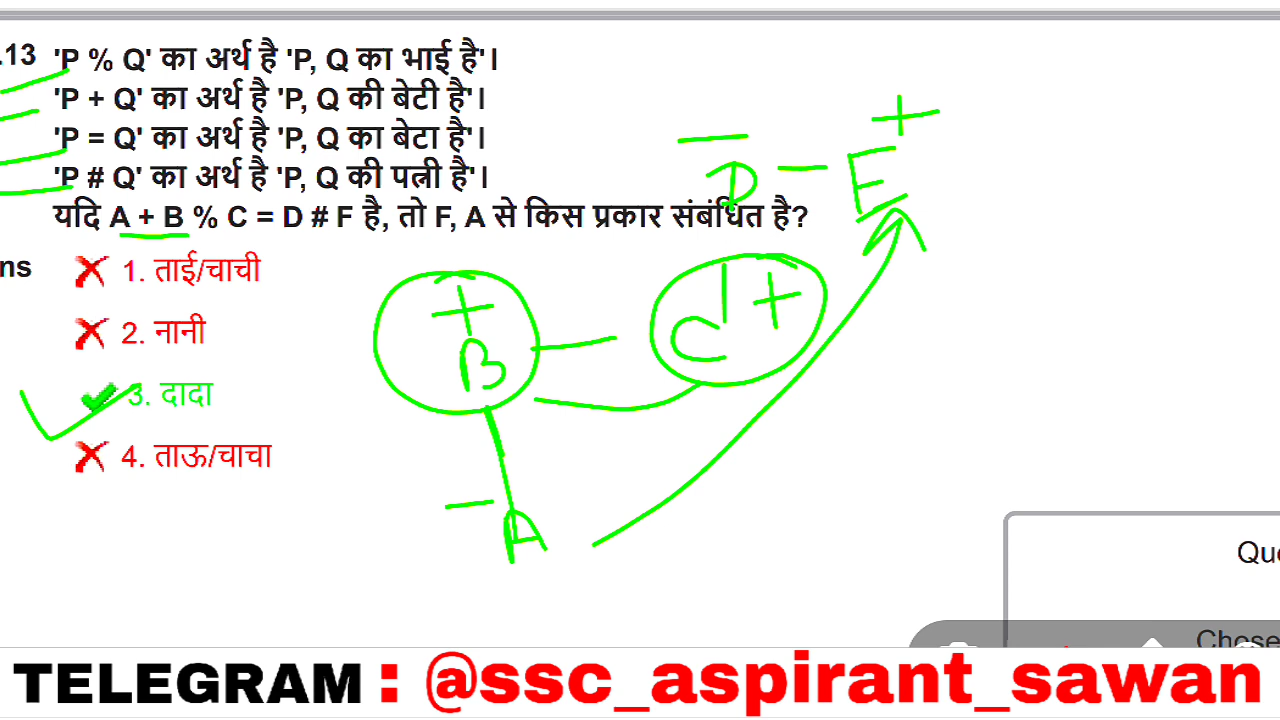 .13 'P % Q' का अर्थ है 'P, Q का भाई है'।
'P + Q' का अर्थ है 'P, Q की बेटी है'।
'P = Q' का अर्थ है 'P, Q का बेटा है'।
'P # Q' का अर्थ है 'P, Q की पत्नी है'।
यदि A + B % C = D # F है, तो F, A से किस प्रकार संबंधित है?
ns 1. ताई/चाची
2. नानी
3. दादा
4. ताऊ/चाचा
D - F +
+ B
C +
- A
Que
Chose
TELEGRAM : @ssc_aspirant_sawan